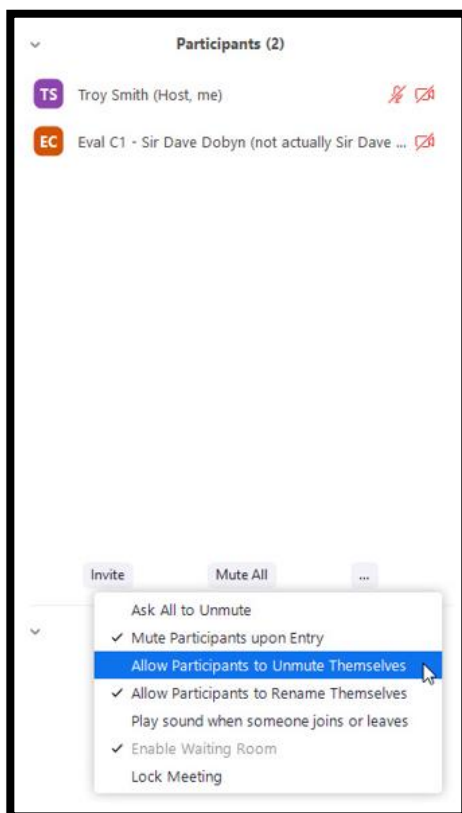 Participants (2)
TS Troy Smith (Host, me)
EC Eval C1 - Sir Dave Dobyn (not actually Sir Dave ...
Invite Mute All ...
Ask All to Unmute
✓ Mute Participants upon Entry
Allow Participants to Unmute Themselves
✓ Allow Participants to Rename Themselves
Play sound when someone joins or leaves
✓ Enable Waiting Room
Lock Meeting